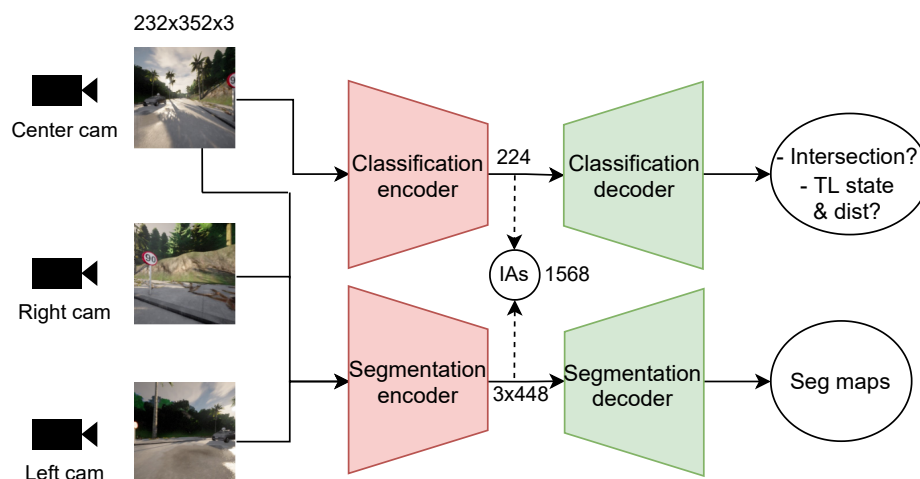 232x352x3
Center cam
Right cam
Left cam
90
Classification
encoder
224
Classification
decoder
- Intersection?
- TL state
& dist?
IAs
1568
Segmentation
encoder
3x448
Segmentation
decoder
Seg maps